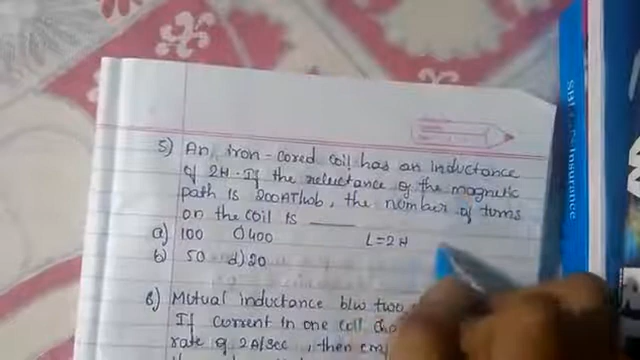 5) An iron-cored coil has an inductance
of 2H. If the reluctance of the magnetic
path is 200AT/wb, the number of turns
on the coil is ____
a) 100 c) 400
L=2H
b) 50 d) 20
6) Mutual inductance b/w two
If current in one coil
rate of 2A/sec, then
Insurance